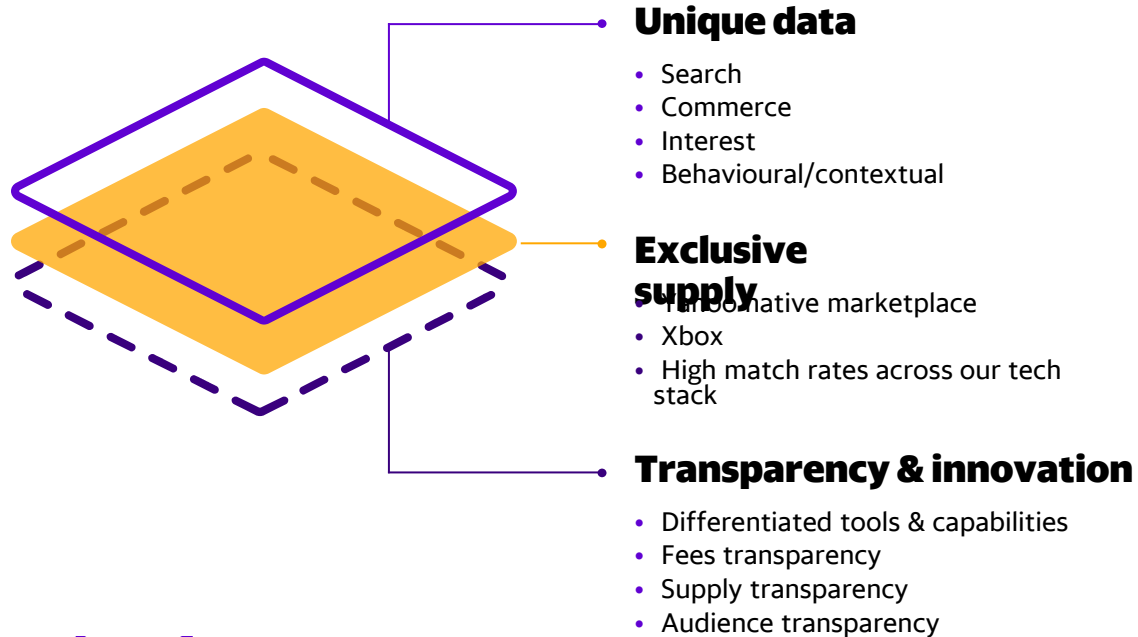 Unique data
• Search
• Commerce
• Interest
• Behavioural/contextual
Exclusive
supply
• Yahoo native marketplace
• Xbox
• High match rates across our tech
stack
Transparency & innovation
• Differentiated tools & capabilities
• Fees transparency
• Supply transparency
• Audience transparency